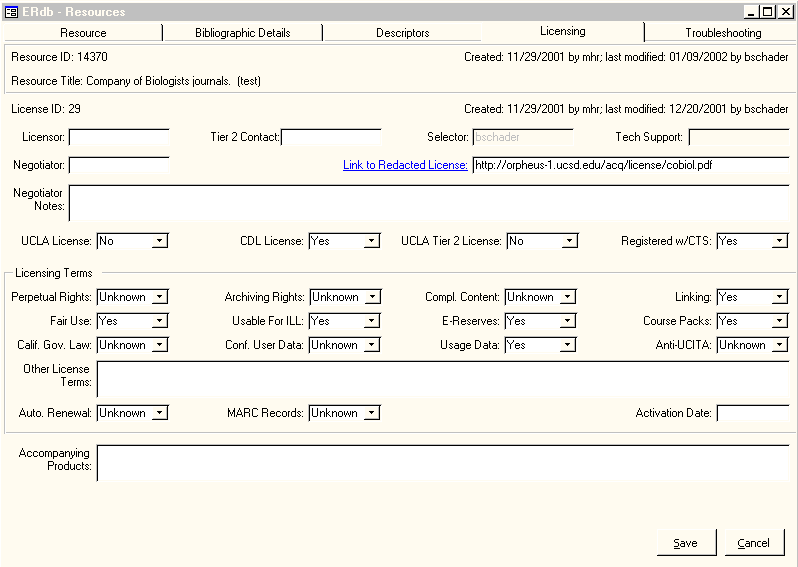 ERdb - Resources
Resource Bibliographic Details Descriptors Licensing Troubleshooting
Resource ID: 14370 Created: 11/29/2001 by mhr; last modified: 01/09/2002 by bschader
Resource Title: Company of Biologists journals. (test)
License ID: 29 Created: 11/29/2001 by mhr; last modified: 12/20/2001 by bschader
Licensor: Tier 2 Contact: Selector: bschader Tech Support:
Negotiator: Link to Redacted License: http://orpheus-1.ucsd.edu/acq/license/cobiol.pdf
Negotiator
Notes:
UCLA License: No CDL License: Yes UCLA Tier 2 License: No Registered w/CTS: Yes
Licensing Terms
Perpetual Rights: Unknown Archiving Rights: Unknown Compl. Content: Unknown Linking: Yes
Fair Use: Yes Usable For ILL: Yes E-Reserves: Yes Course Packs: Yes
Calif. Gov. Law: Unknown Conf. User Data: Unknown Usage Data: Yes Anti-UCITA: Unknown
Other License
Terms:
Auto. Renewal: Unknown MARC Records: Unknown Activation Date:
Accompanying
Products:
Save Cancel